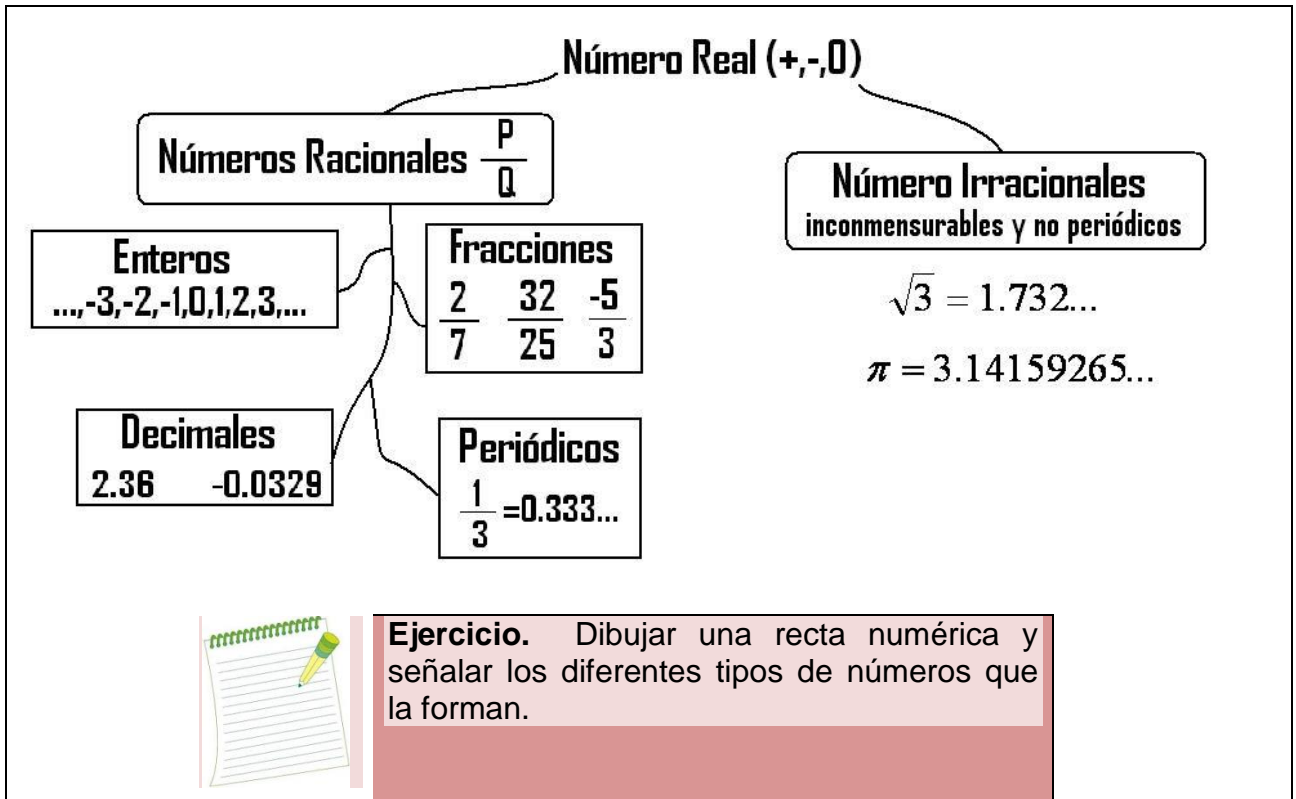 Número Real (+,-,0)
Números Racionales P/Q
Número Irracionales
inconmensurables y no periódicos
Enteros
...,-3,-2,-1,0,1,2,3,...
Fracciones
2/7 32/25 -5/3
√3 = 1.732...
π = 3.14159265...
Decimales
2.36 -0.0329
Periódicos
1/3 =0.333...
Ejercicio. Dibujar una recta numérica y
señalar los diferentes tipos de números que
la forman.